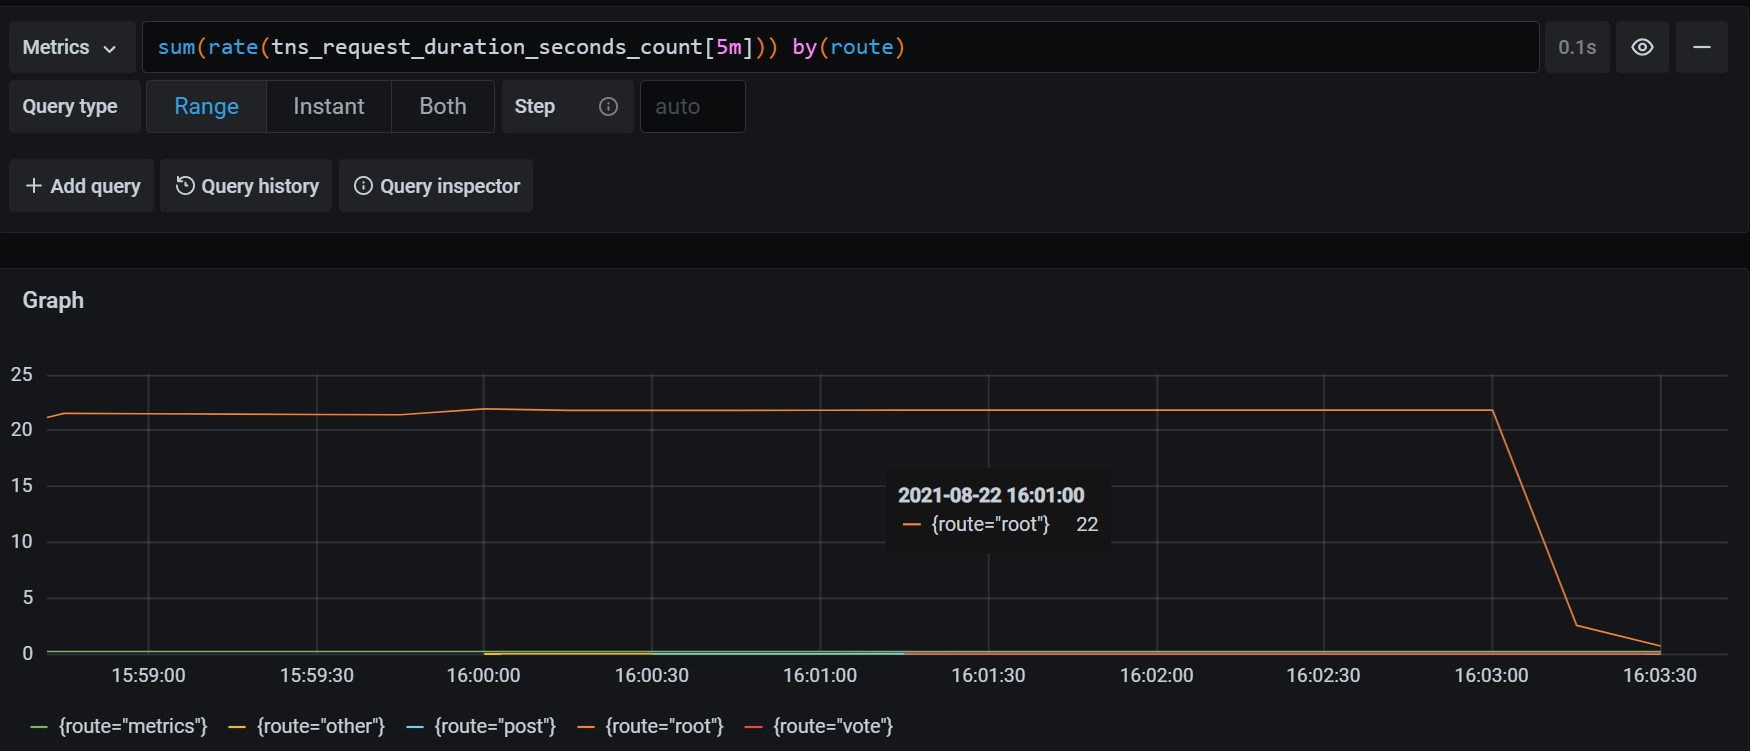 Metrics sum(rate(tns_request_duration_seconds_count[5m])) by(route) 0.1s
Query type Range Instant Both Step auto
+ Add query Query history Query inspector
Graph
25
20
15
10
5
0
2021-08-22 16:01:00
{route="root"} 22
15:59:00 15:59:30 16:00:00 16:00:30 16:01:00 16:01:30 16:02:00 16:02:30 16:03:00 16:03:30
{route="metrics"} {route="other"} {route="post"} {route="root"} {route="vote"}